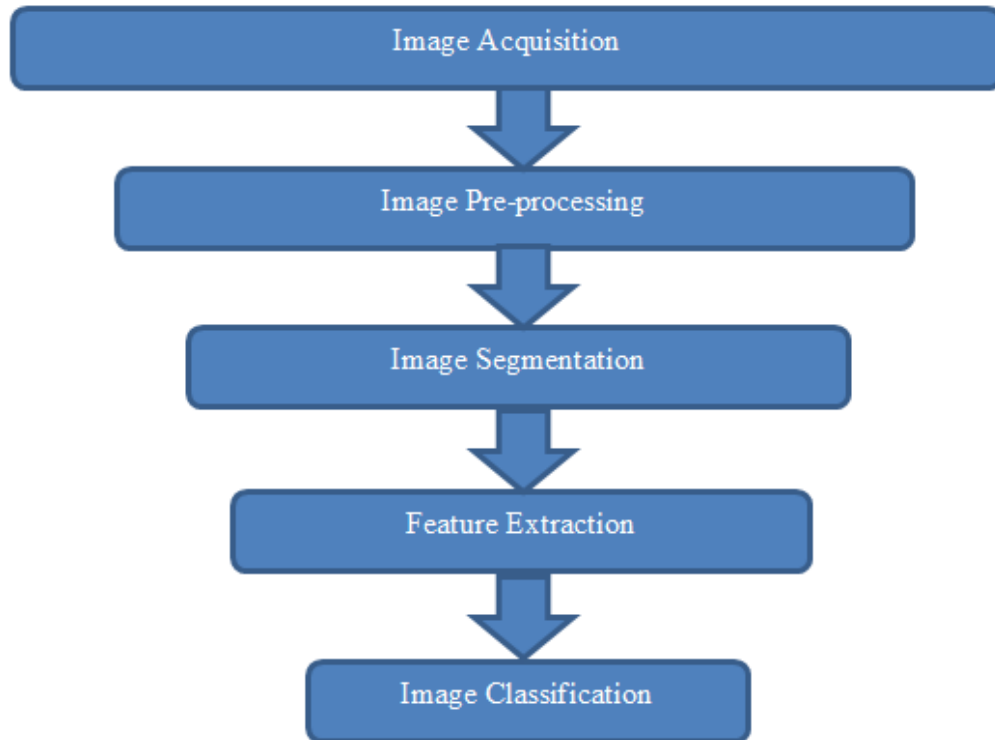 Image Acquisition
Image Pre-processing
Image Segmentation
Feature Extraction
Image Classification